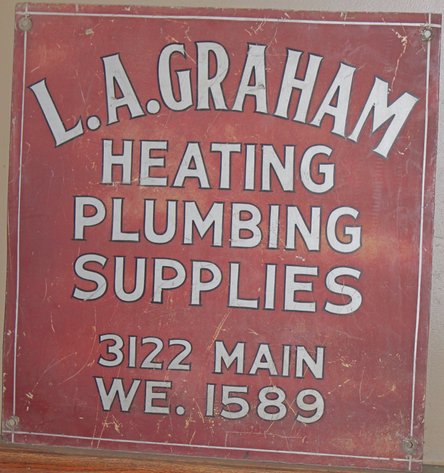 L.A.GRAHAM
HEATING
PLUMBING
SUPPLIES
3122 MAIN
WE. 1589